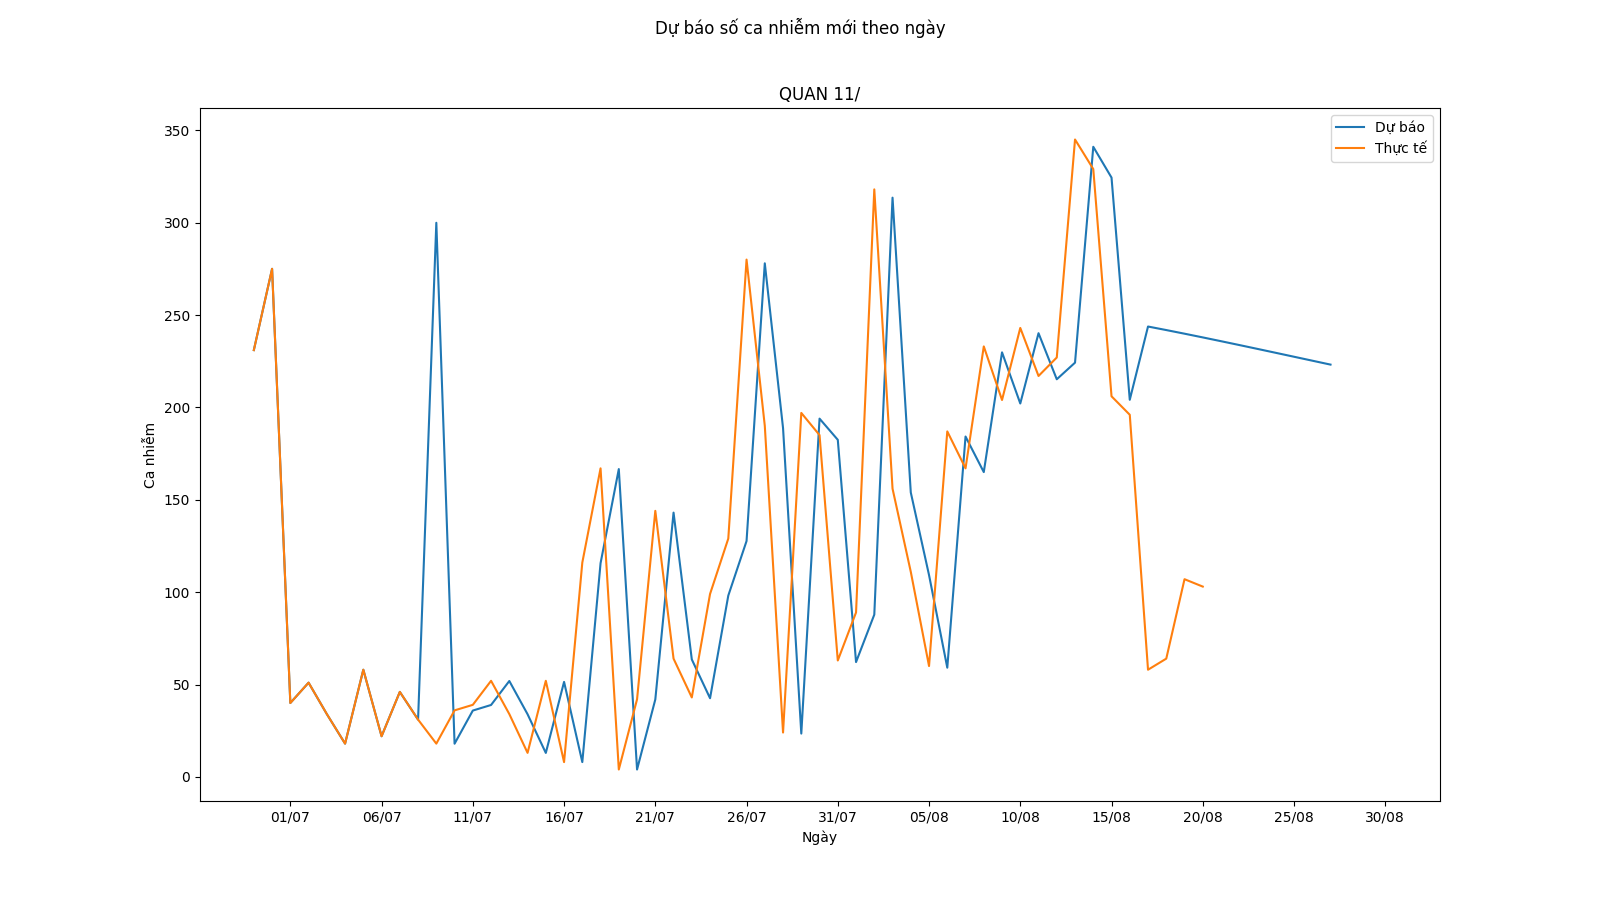 Dự báo số ca nhiễm mới theo ngày
QUAN 11/
Dự báo
Thực tế
350
300
250
200
150
100
50
0
Ca nhiễm
01/07 06/07 11/07 16/07 21/07 26/07 31/07 05/08 10/08 15/08 20/08 25/08 30/08
Ngày